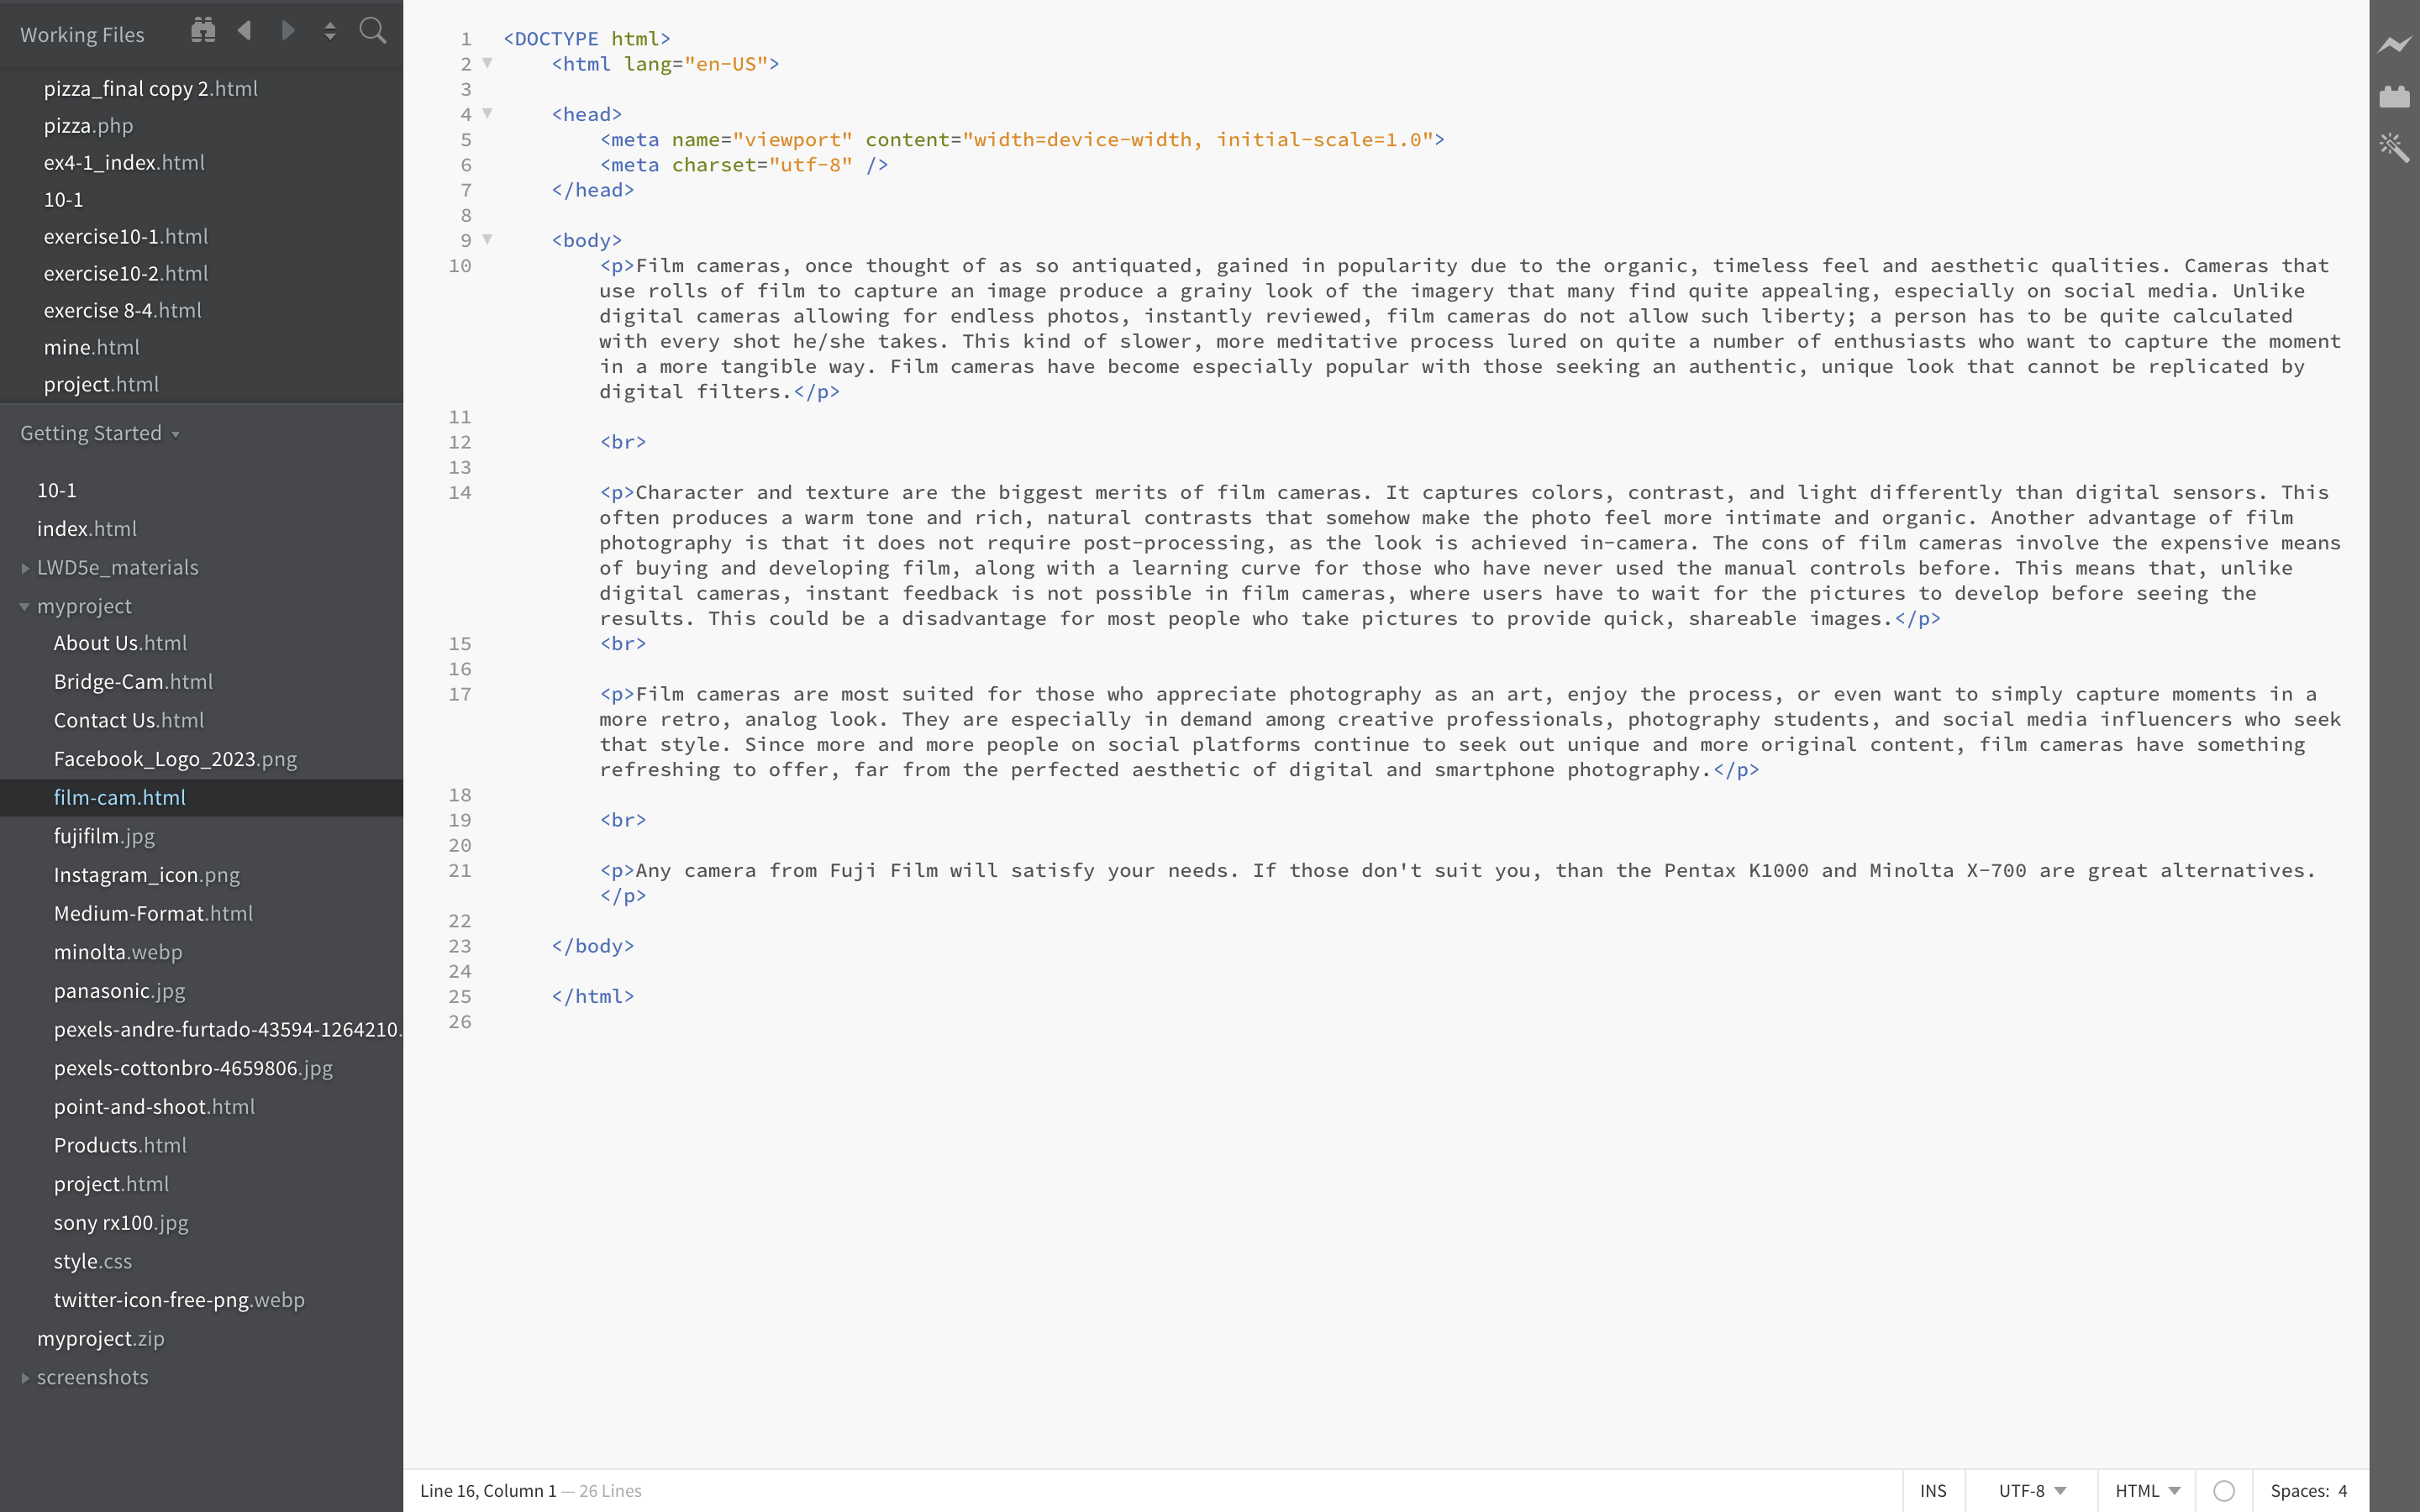 Working Files
pizza_final copy 2.html
pizza.php
ex4-1_index.html
10-1
exercise10-1.html
exercise10-2.html
exercise 8-4.html
mine.html
project.html
Getting Started
10-1
index.html
LWD5e_materials
myproject
About Us.html
Bridge-Cam.html
Contact Us.html
Facebook_Logo_2023.png
film-cam.html
fujifilm.jpg
Instagram_icon.png
Medium-Format.html
minolta.webp
panasonic.jpg
pexels-andre-furtado-43594-1264210.
pexels-cottonbro-4659806.jpg
point-and-shoot.html
Products.html
project.html
sony rx100.jpg
style.css
twitter-icon-free-png.webp
myproject.zip
screenshots
1 <DOCTYPE html>
2 <html lang="en-US">
3
4 <head>
5 <meta name="viewport" content="width=device-width, initial-scale=1.0">
6 <meta charset="utf-8" />
7 </head>
8
9 <body>
10 <p>Film cameras, once thought of as so antiquated, gained in popularity due to the organic, timeless feel and aesthetic qualities. Cameras that
use rolls of film to capture an image produce a grainy look of the imagery that many find quite appealing, especially on social media. Unlike
digital cameras allowing for endless photos, instantly reviewed, film cameras do not allow such liberty; a person has to be quite calculated
with every shot he/she takes. This kind of slower, more meditative process lured on quite a number of enthusiasts who want to capture the moment
in a more tangible way. Film cameras have become especially popular with those seeking an authentic, unique look that cannot be replicated by
digital filters.</p>
11
12 <br>
13
14 <p>Character and texture are the biggest merits of film cameras. It captures colors, contrast, and light differently than digital sensors. This
often produces a warm tone and rich, natural contrasts that somehow make the photo feel more intimate and organic. Another advantage of film
photography is that it does not require post-processing, as the look is achieved in-camera. The cons of film cameras involve the expensive means
of buying and developing film, along with a learning curve for those who have never used the manual controls before. This means that, unlike
digital cameras, instant feedback is not possible in film cameras, where users have to wait for the pictures to develop before seeing the
results. This could be a disadvantage for most people who take pictures to provide quick, shareable images.</p>
15 <br>
16
17 <p>Film cameras are most suited for those who appreciate photography as an art, enjoy the process, or even want to simply capture moments in a
more retro, analog look. They are especially in demand among creative professionals, photography students, and social media influencers who seek
that style. Since more and more people on social platforms continue to seek out unique and more original content, film cameras have something
refreshing to offer, far from the perfected aesthetic of digital and smartphone photography.</p>
18
19 <br>
20
21 <p>Any camera from Fuji Film will satisfy your needs. If those don't suit you, than the Pentax K1000 and Minolta X-700 are great alternatives.
</p>
22
23 </body>
24
25 </html>
26
Line 16, Column 1 — 26 Lines
INS UTF-8 HTML Spaces: 4